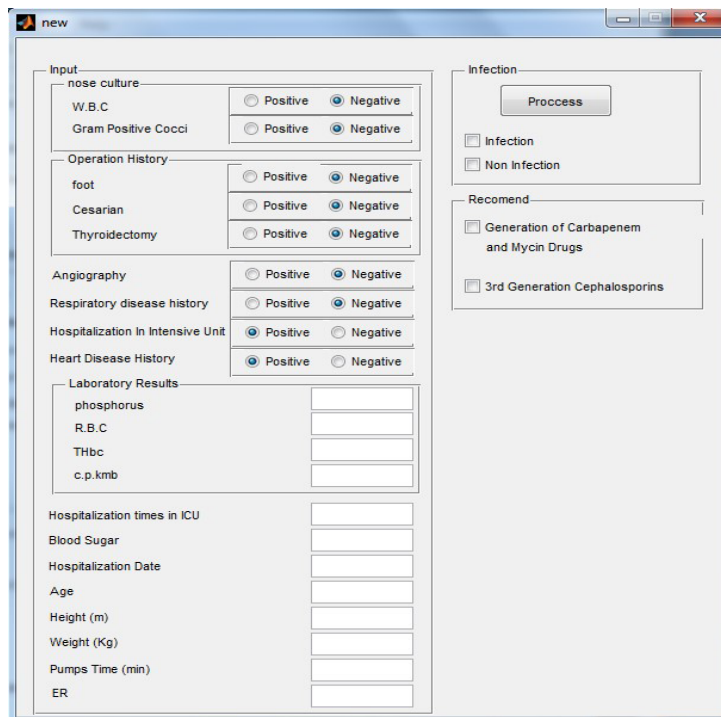 new
Input
nose culture
W.B.C Positive Negative
Gram Positive Cocci Positive Negative
Operation History
foot Positive Negative
Cesarian Positive Negative
Thyroidectomy Positive Negative
Angiography Positive Negative
Respiratory disease history Positive Negative
Hospitalization In Intensive Unit Positive Negative
Heart Disease History Positive Negative
Laboratory Results
phosphorus
R.B.C
THbc
c.p.kmb
Hospitalization times in ICU
Blood Sugar
Hospitalization Date
Age
Height (m)
Weight (Kg)
Pumps Time (min)
ER
Infection
Proccess
Infection
Non Infection
Recomend
Generation of Carbapenem
and Mycin Drugs
3rd Generation Cephalosporins